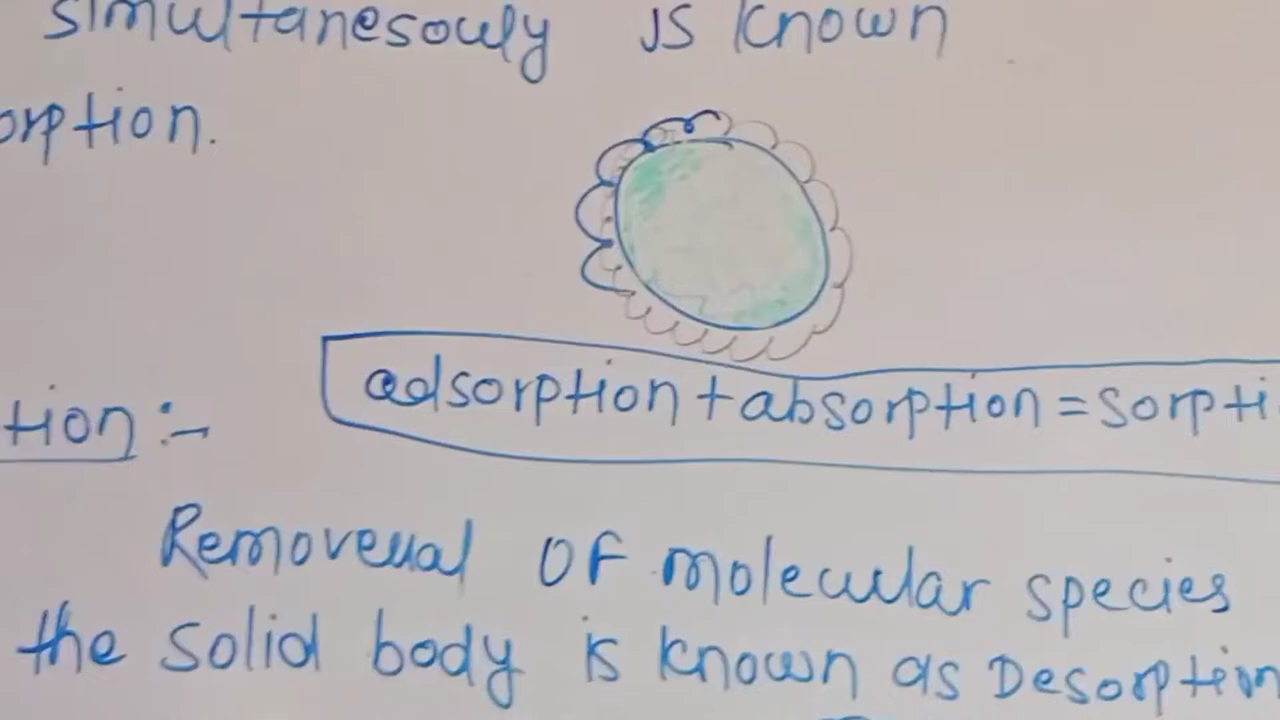 simultanesouly is known
orption.
adsorption + absorption = sorpti
tion :-
Removeual OF molecular species
the solid body is known as Desorption